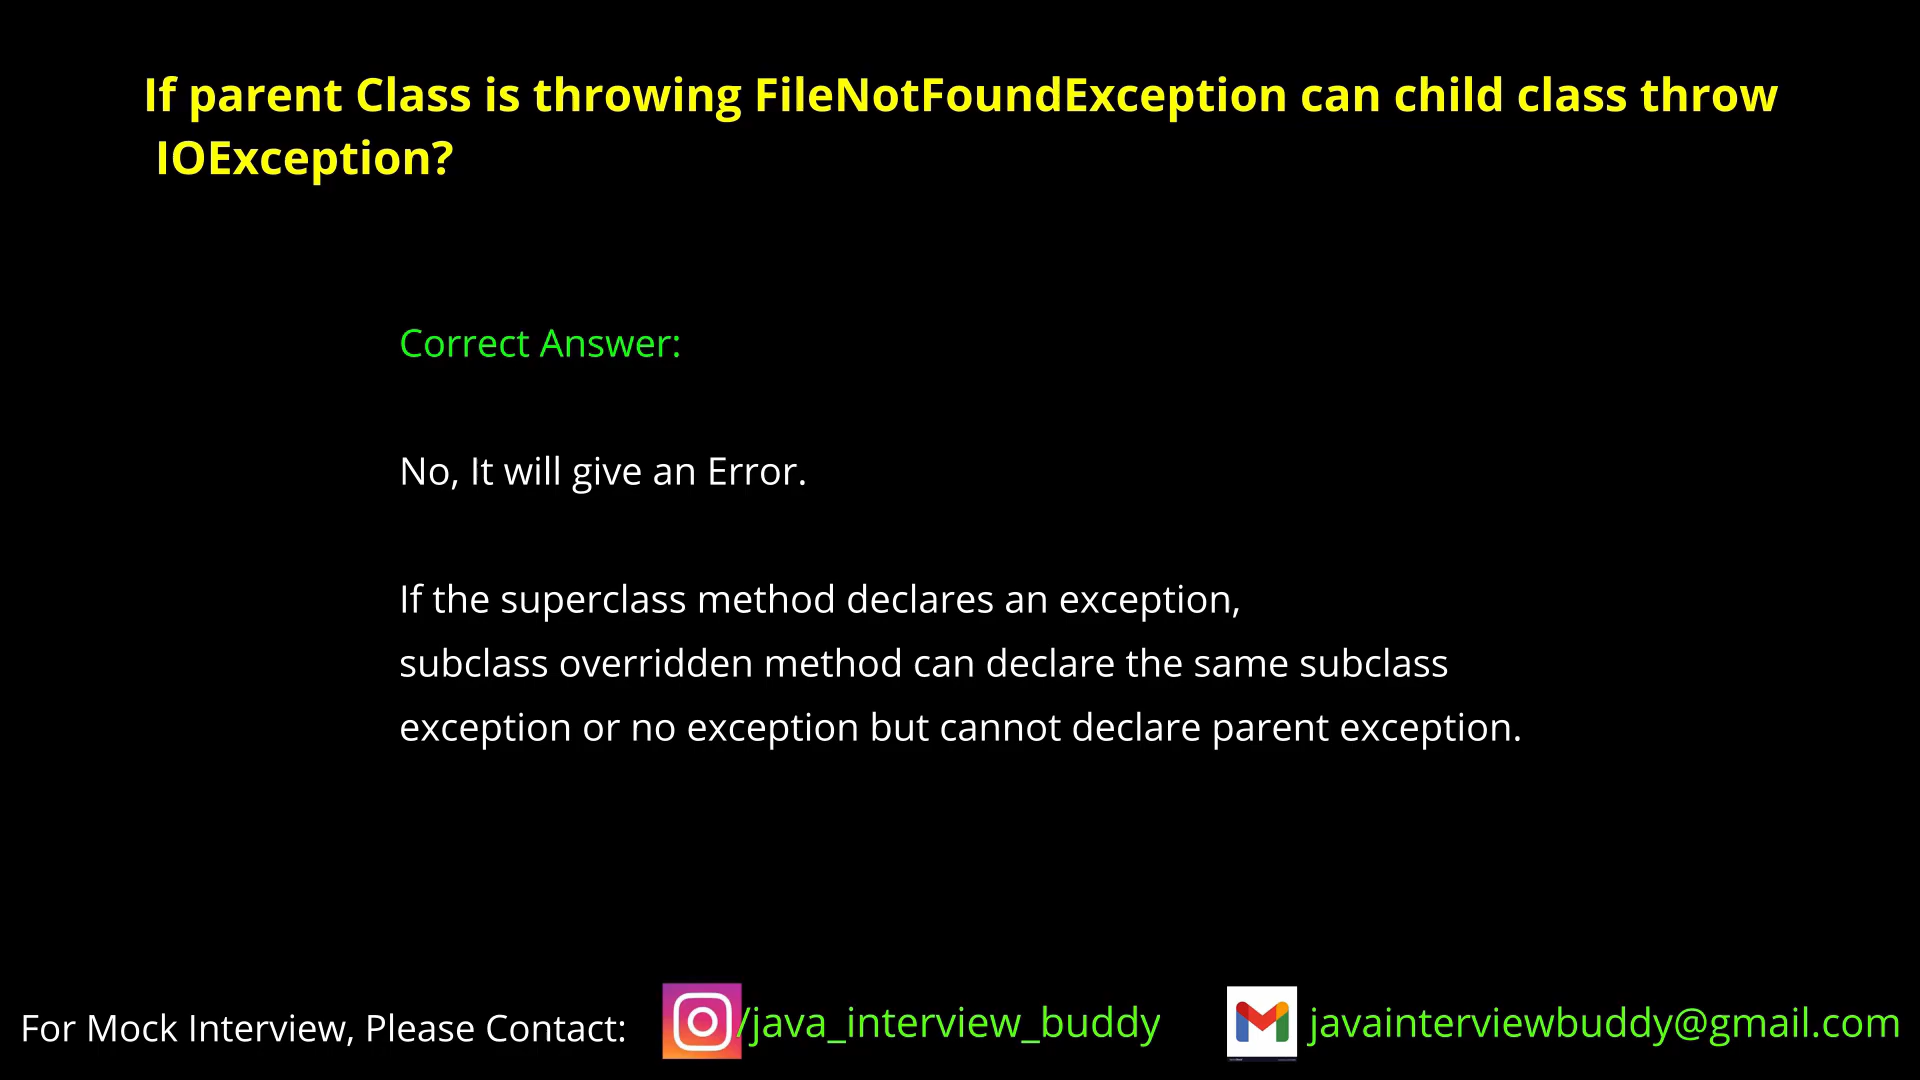 If parent Class is throwing FileNotFoundException can child class throw
IOException?
Correct Answer:
No, It will give an Error.
If the superclass method declares an exception,
subclass overridden method can declare the same subclass
exception or no exception but cannot declare parent exception.
For Mock Interview, Please Contact: /java_interview_buddy javainterviewbuddy@gmail.com